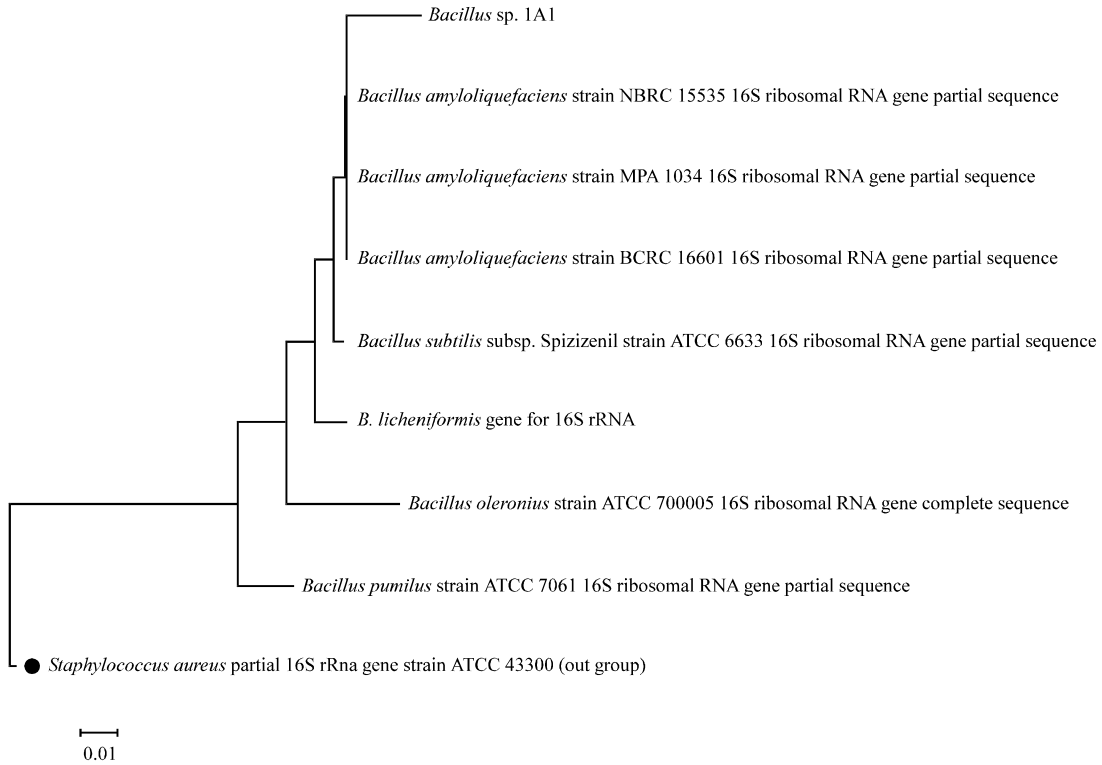 Bacillus sp. 1A1
Bacillus amyloliquefaciens strain NBRC 15535 16S ribosomal RNA gene partial sequence
Bacillus amyloliquefaciens strain MPA 1034 16S ribosomal RNA gene partial sequence
Bacillus amyloliquefaciens strain BCRC 16601 16S ribosomal RNA gene partial sequence
Bacillus subtilis subsp. Spizizenil strain ATCC 6633 16S ribosomal RNA gene partial sequence
B. licheniformis gene for 16S rRNA
Bacillus oleronius strain ATCC 700005 16S ribosomal RNA gene complete sequence
Bacillus pumilus strain ATCC 7061 16S ribosomal RNA gene partial sequence
Staphylococcus aureus partial 16S rRna gene strain ATCC 43300 (out group)
0.01